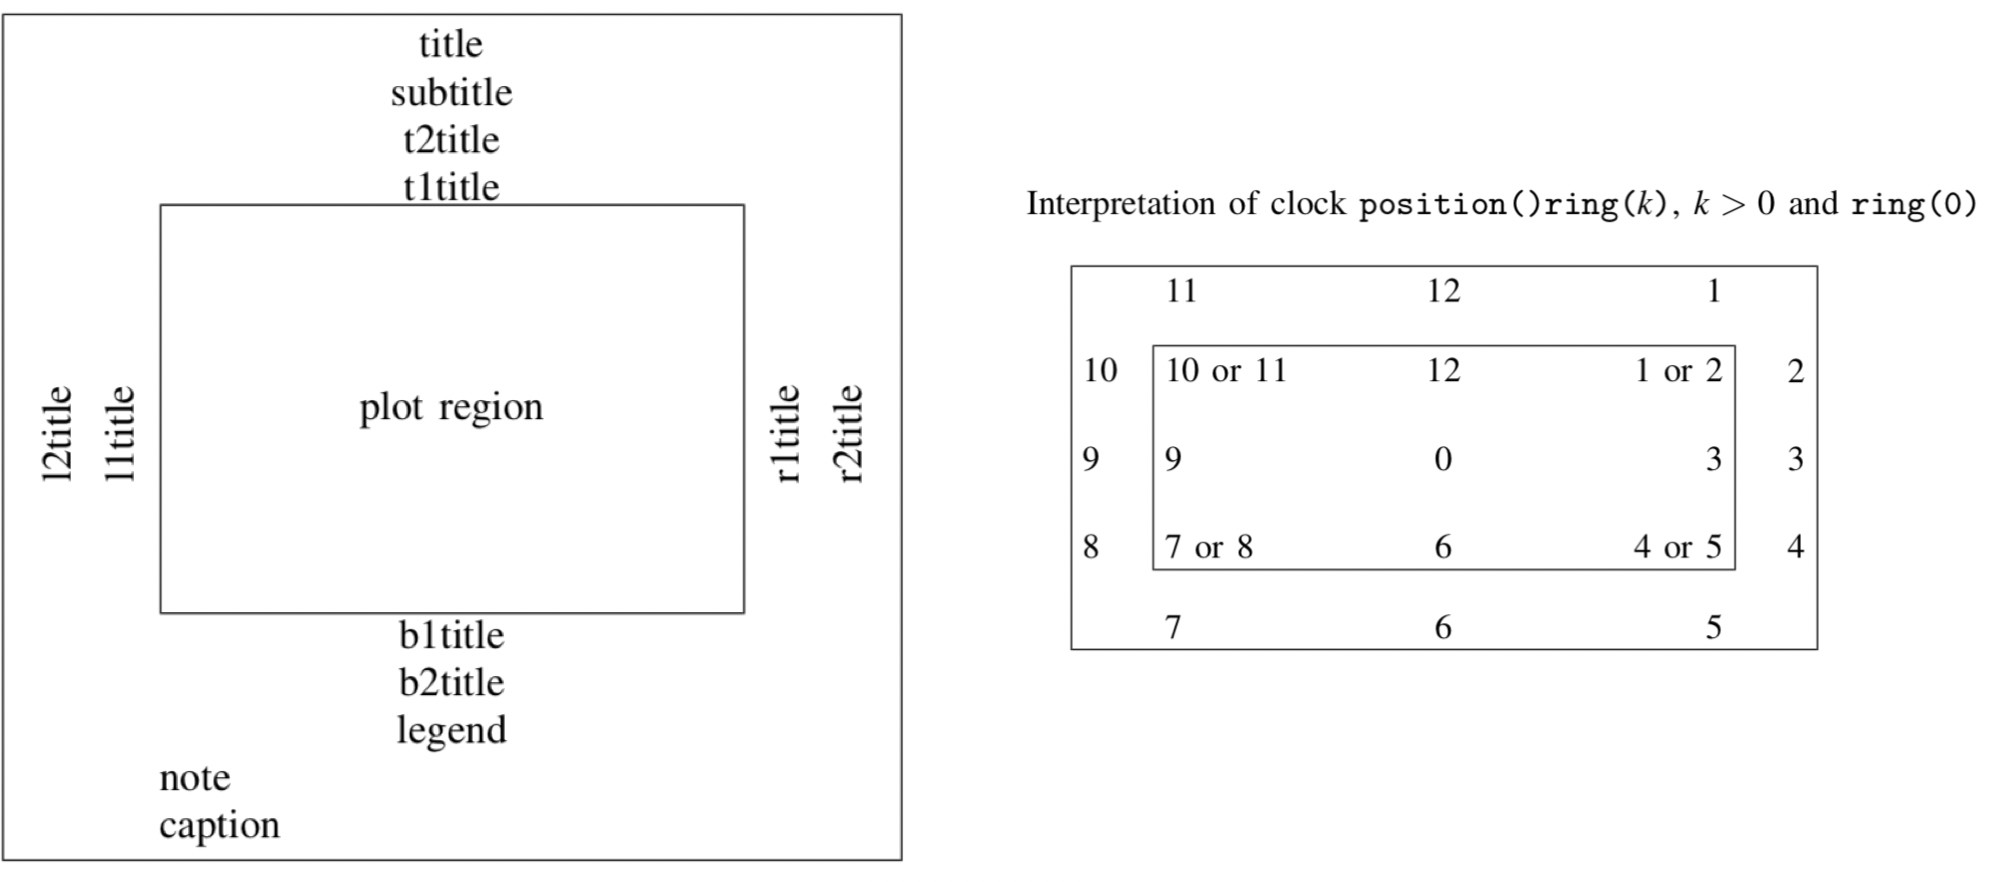 title
subtitle
t2title
t1title
l2title
l1title
plot region
r1title
r2title
b1title
b2title
legend
note
caption
Interpretation of clock position()ring(k), k > 0 and ring(0)
11 12 1
10 10 or 11 12 1 or 2 2
9 9 0 3 3
8 7 or 8 6 4 or 5 4
7 6 5